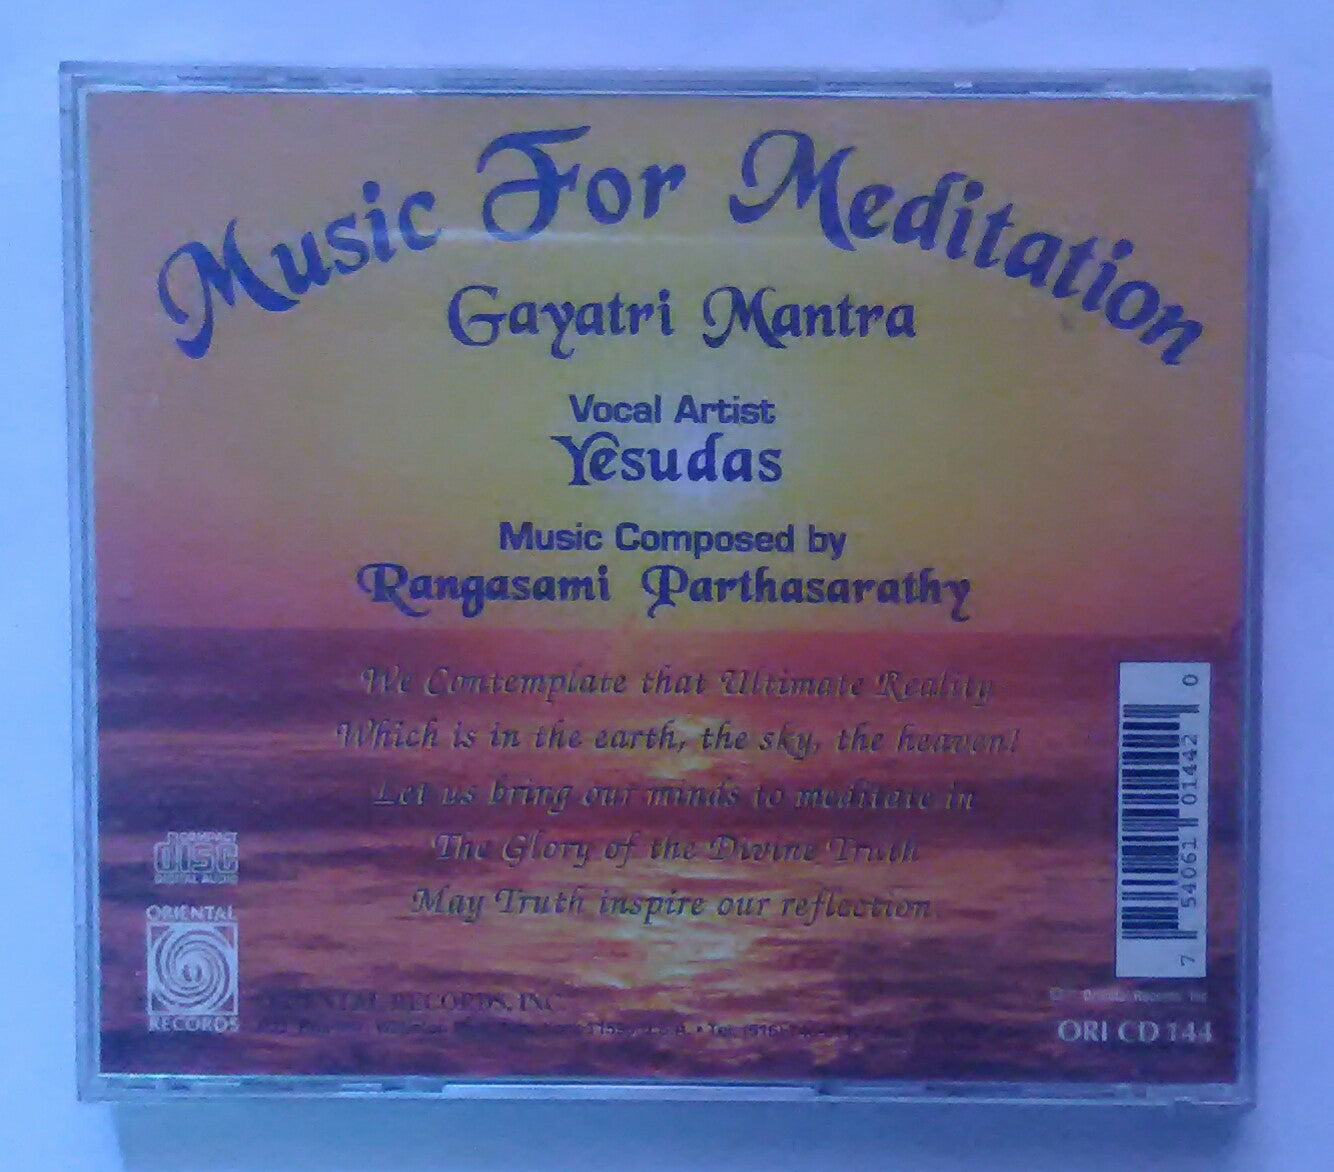 Music For Meditation
Gayatri Mantra
Vocal Artist
Yesudas
Music Composed by
Rangasami Parthasarathy
We Contemplate that Ultimate Reality
Which is in the earth, the sky, the heaven!
Let us bring our minds to meditate in
The Glory of the Divine Truth
May Truth inspire our reflection.
COMPACT
disc
DIGITAL AUDIO
ORIENTAL
RECORDS
ORIENTAL RECORDS, INC.
7 54061 01442 0
ORI CD 144